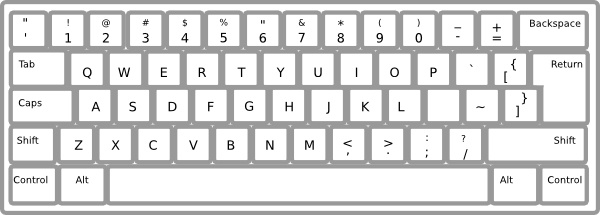 " ! @ # $ % " & * ( ) _ + Backspace
' 1 2 3 4 5 6 7 8 9 0 - =
Tab Q W E R T Y U I O P ` { Return
[
Caps A S D F G H J K L ~ }
]
Shift Z X C V B N M < > : ? Shift
, . ; /
Control Alt Alt Control